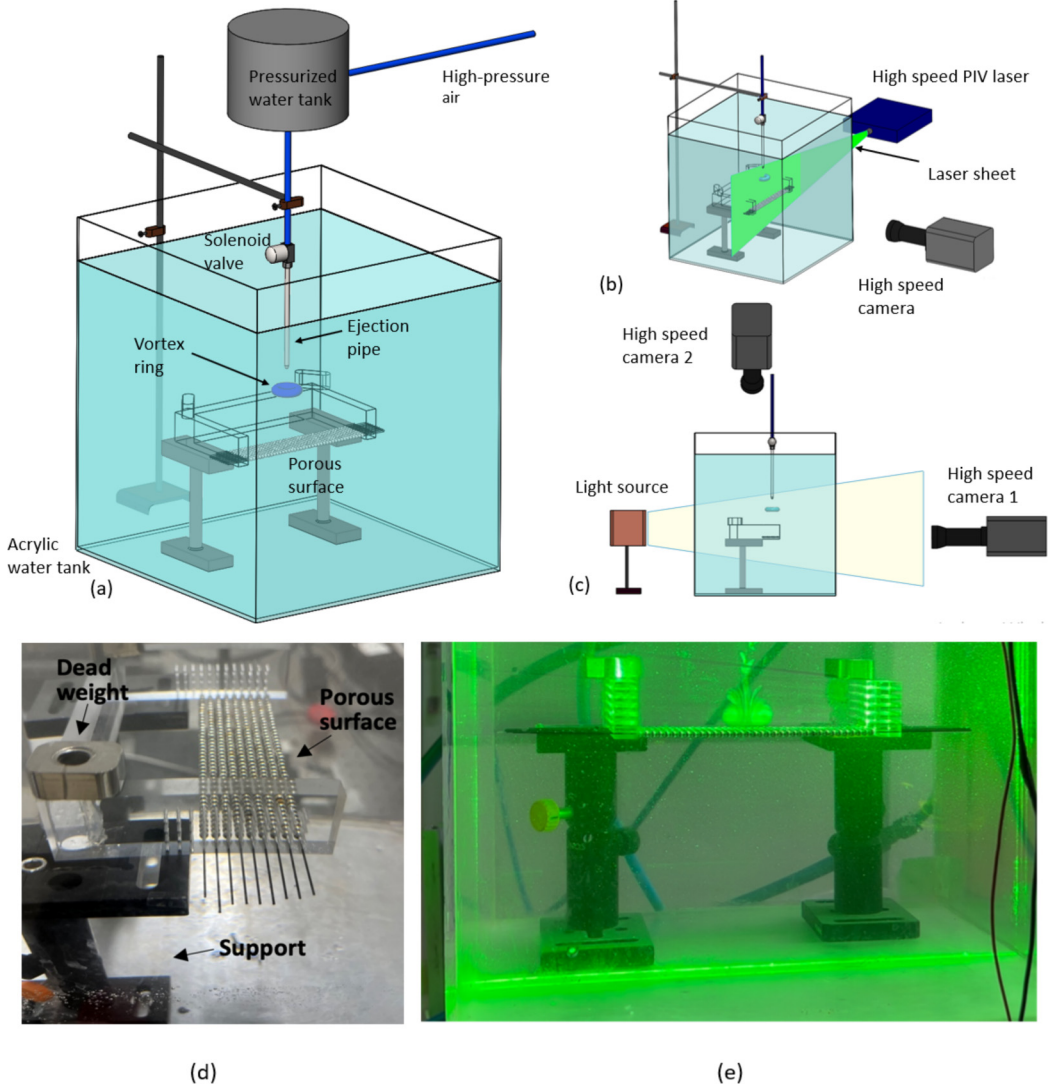 Pressurized
water tank
High-pressure
air
Solenoid
valve
Ejection
pipe
Vortex
ring
Porous
surface
Acrylic
water tank
(a)
High speed PIV laser
Laser sheet
High speed
camera
(b)
High speed
camera 2
Light source
High speed
camera 1
(c)
Dead
weight
Porous
surface
Support
(d)
(e)